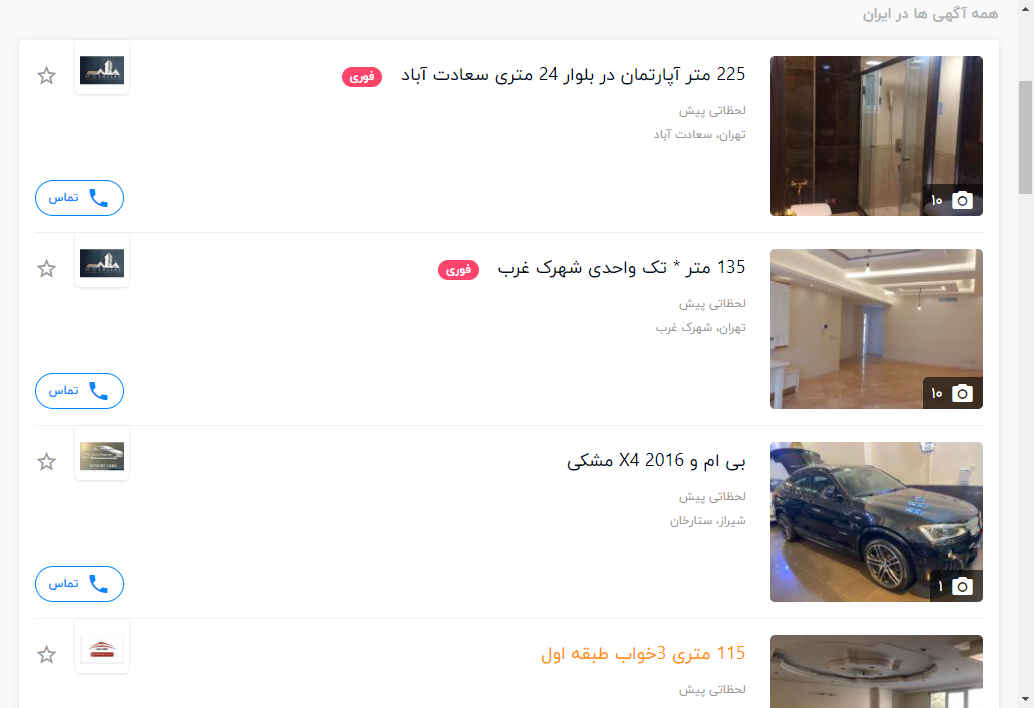 همه آگهی ها در ایران
225 متر آپارتمان در بلوار 24 متری سعادت آباد
فوری
لحظاتی پیش
تهران، سعادت آباد
۱۰
تماس
135 متر * تک واحدی شهرک غرب
فوری
لحظاتی پیش
تهران، شهرک غرب
۱۰
تماس
بی ام و X4 2016 مشکی
لحظاتی پیش
شیراز، ستارخان
۱
تماس
115 متری 3خواب طبقه اول
لحظاتی پیش